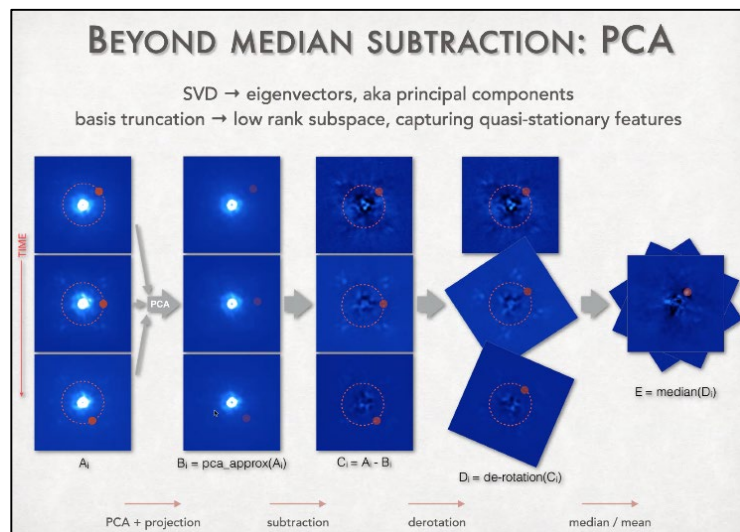 BEYOND MEDIAN SUBTRACTION: PCA
SVD → eigenvectors, aka principal components
basis truncation → low rank subspace, capturing quasi-stationary features
TIME
PCA
Aᵢ
Bᵢ = pca_approx(Aᵢ)
Cᵢ = Aᵢ - Bᵢ
Dᵢ = de-rotation(Cᵢ)
E = median(Dᵢ)
PCA + projection
subtraction
derotation
median / mean